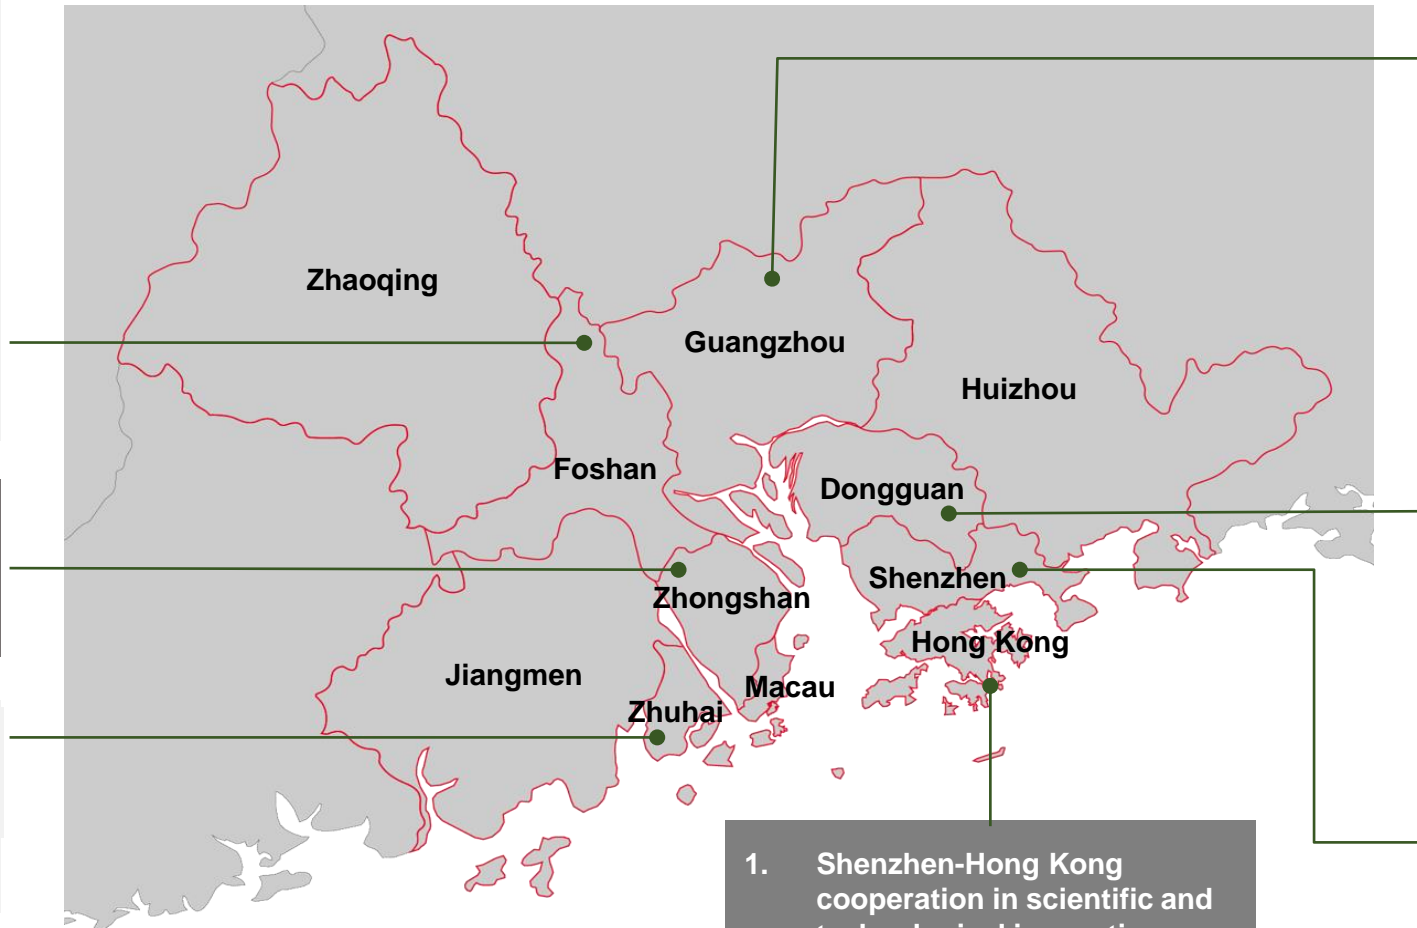 Zhaoqing
Guangzhou
Huizhou
Foshan
Dongguan
Shenzhen
Zhongshan
Hong Kong
Jiangmen
Macau
Zhuhai
1. Shenzhen-Hong Kong
cooperation in scientific and